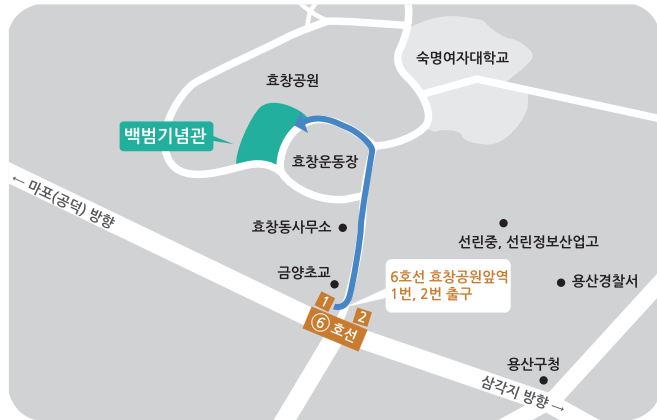 숙명여자대학교
효창공원
백범기념관
효창운동장
← 마포(공덕) 방향
효창동사무소
선린중, 선린정보산업고
금양초교
6호선 효창공원앞역
1번, 2번 출구
용산경찰서
1
2
⑥ 호선
용산구청
삼각지 방향 →